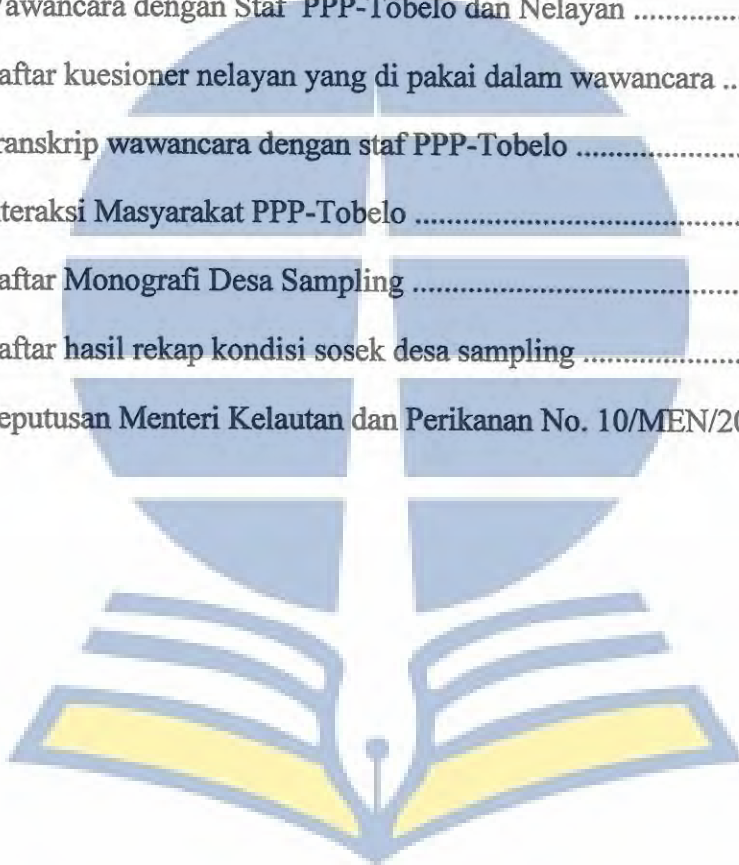 awancara dengan Staf PPP-Tobelo dan Nelayan .............
aftar kuesioner nelayan yang di pakai dalam wawancara ..
ranskrip wawancara dengan staf PPP-Tobelo .......................
teraksi Masyarakat PPP-Tobelo ..............................................
aftar Monografi Desa Sampling ..............................................
aftar hasil rekap kondisi sosek desa sampling ......................
eputusan Menteri Kelautan dan Perikanan No. 10/MEN/20